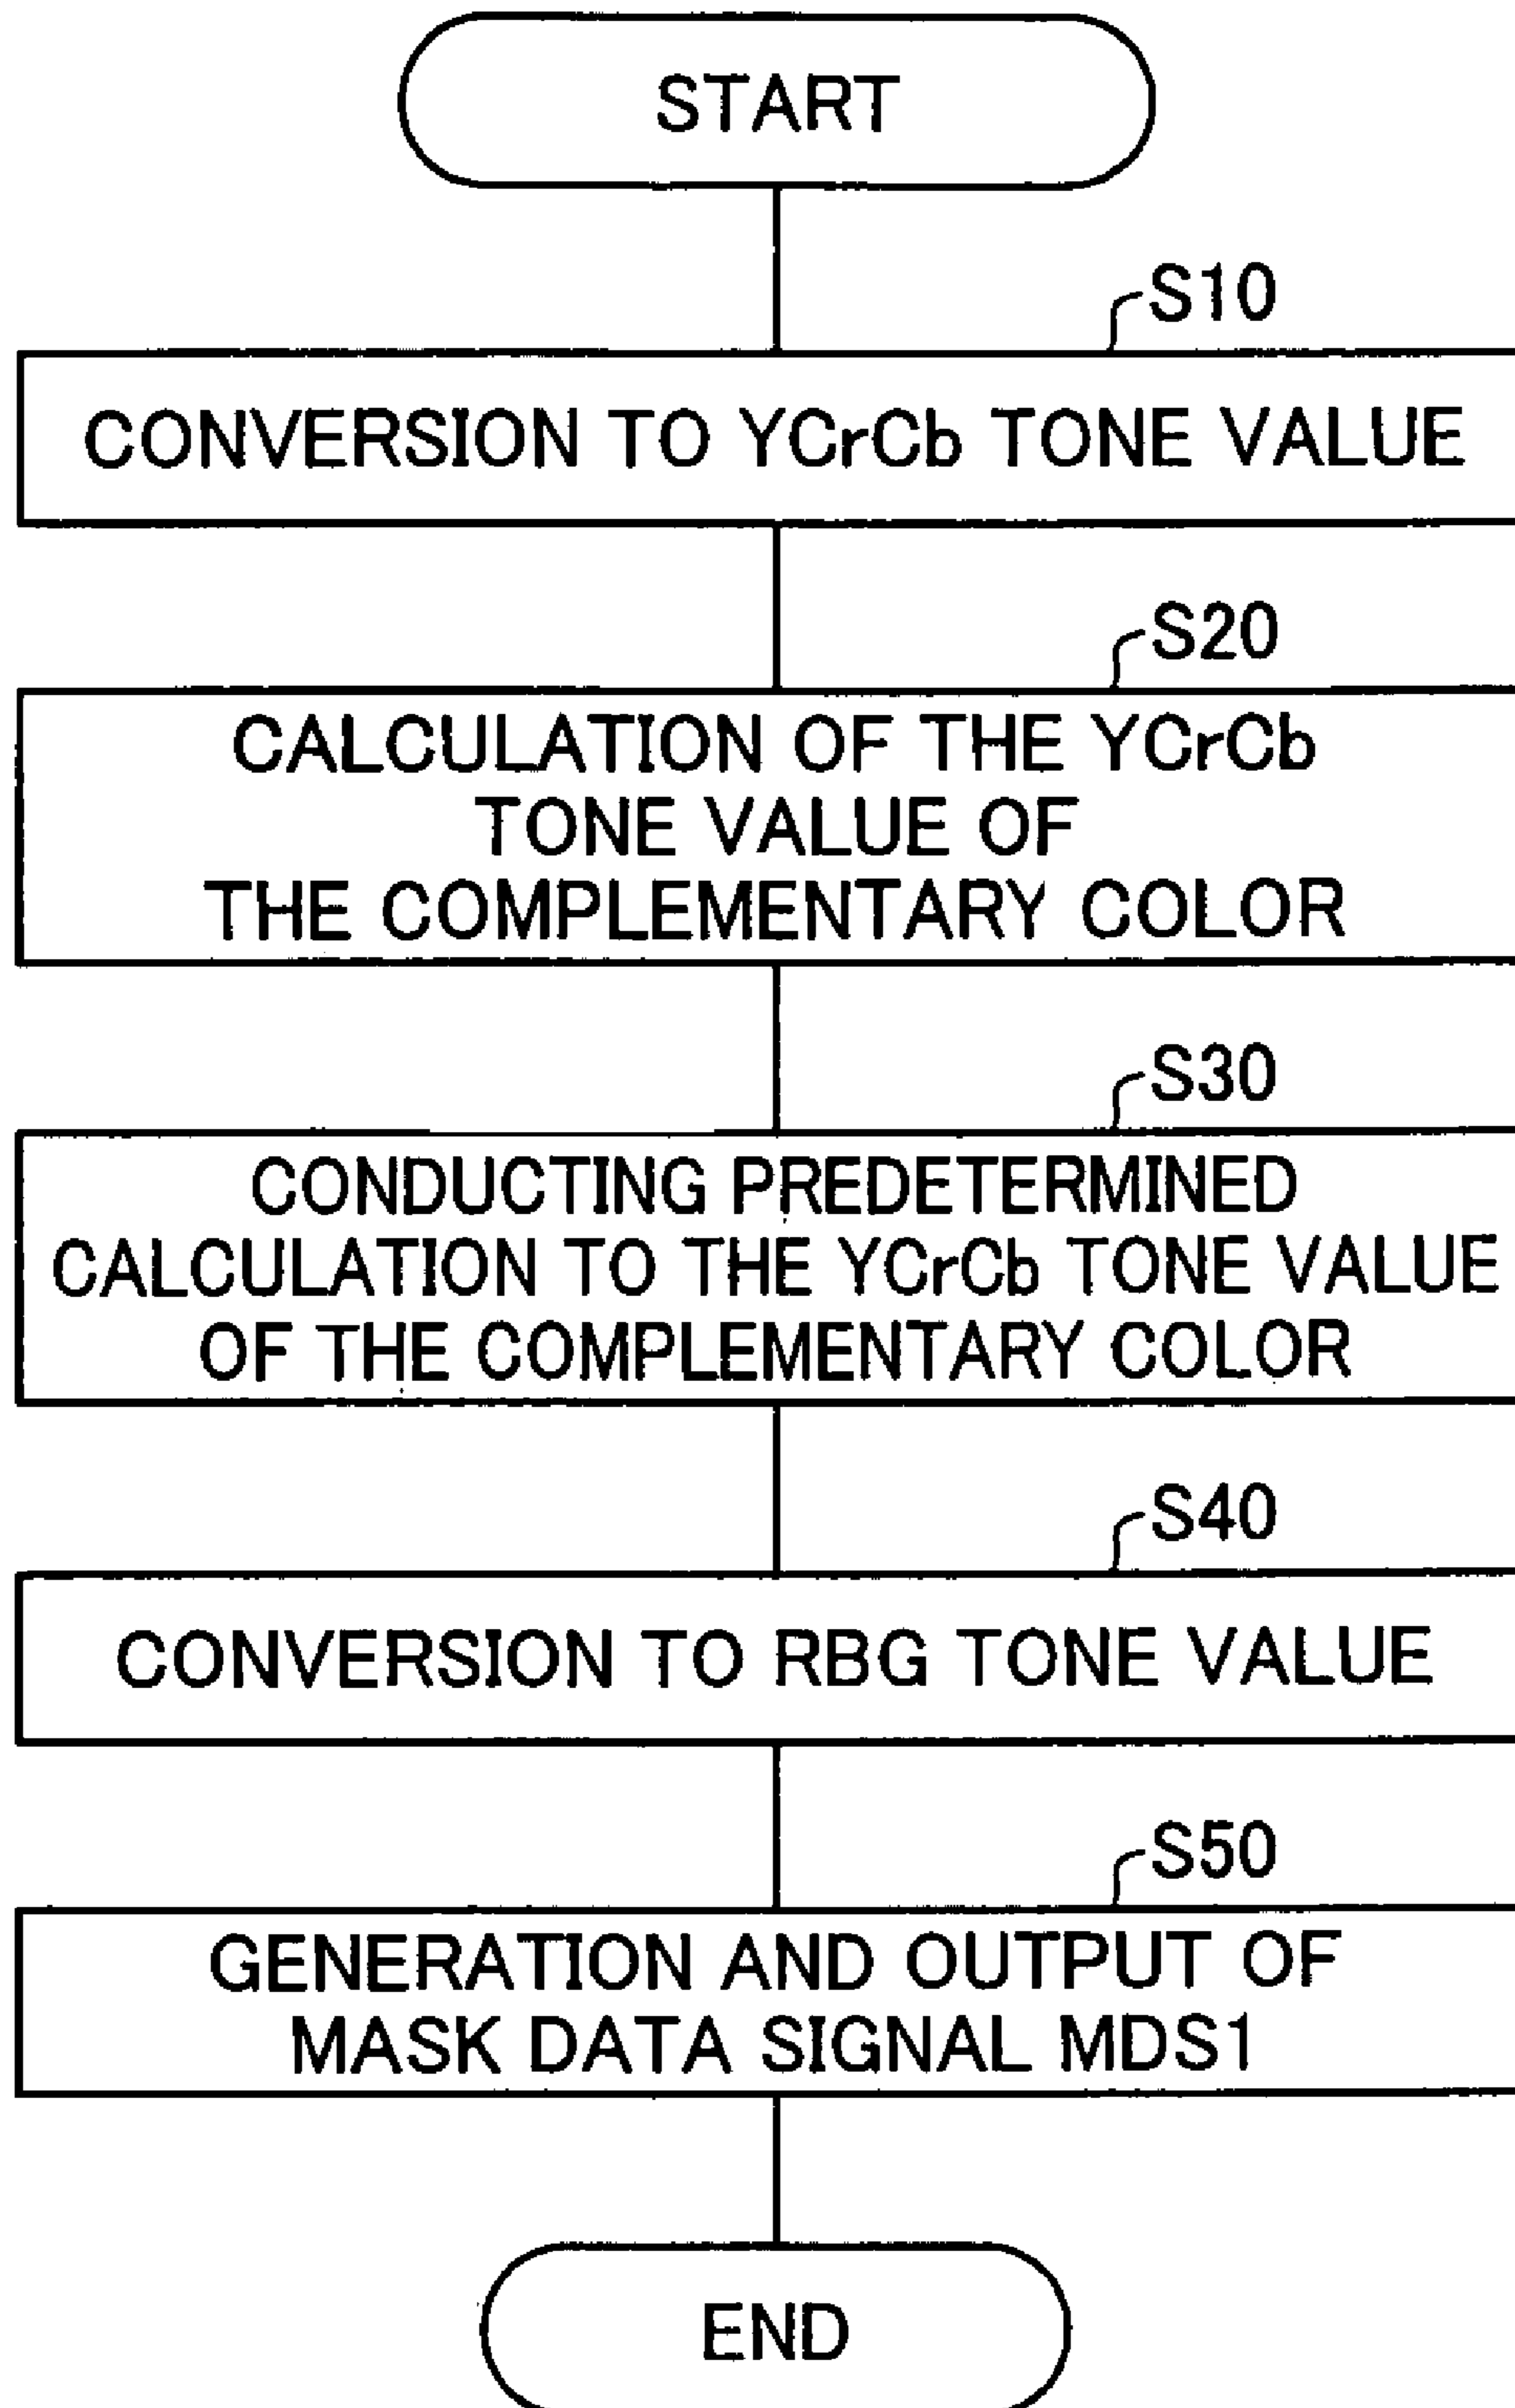 START
S10
CONVERSION TO YCrCb TONE VALUE
S20
CALCULATION OF THE YCrCb
TONE VALUE OF
THE COMPLEMENTARY COLOR
S30
CONDUCTING PREDETERMINED
CALCULATION TO THE YCrCb TONE VALUE
OF THE COMPLEMENTARY COLOR
S40
CONVERSION TO RBG TONE VALUE
S50
GENERATION AND OUTPUT OF
MASK DATA SIGNAL MDS1
END